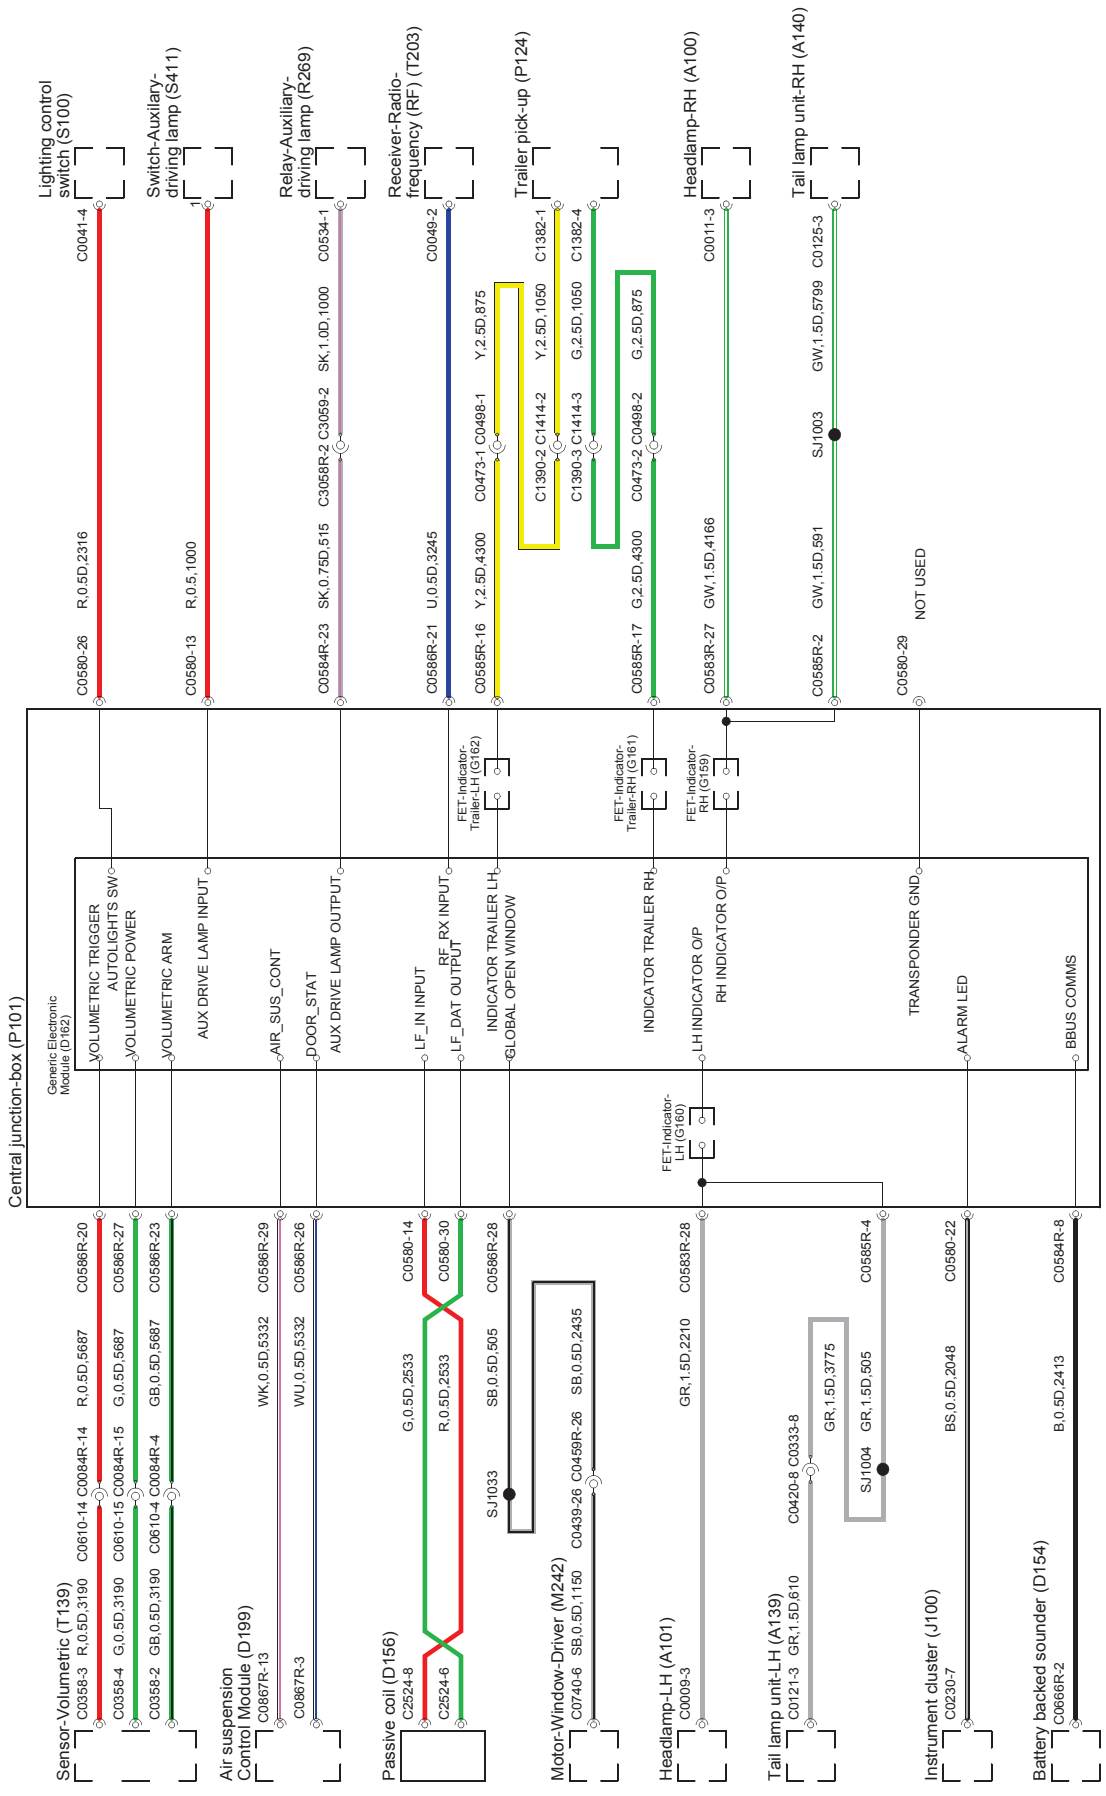 Lighting control
switch (S100)
C0041-4
R,0.5D,2316
C0580-26
Switch-Auxilary-
driving lamp (S411)
1
R,0.5,1000
C0580-13
Relay-Auxiliary-
driving lamp (R269)
C0534-1
SK,1.0D,1000
C3059-2
C3058R-2
SK,0.75D,515
C0584R-23
Receiver-Radio-
frequency (RF) (T203)
C0049-2
U,0.5D,3245
C0586R-21
Trailer pick-up (P124)
Y,2.5D,875
C0498-1
C0473-1
Y,2.5D,4300
C0585R-16
C1382-1
Y,2.5D,1050
C1414-2
C1390-2
C1382-4
G,2.5D,1050
C1414-3
C1390-3
G,2.5D,875
C0498-2
C0473-2
G,2.5D,4300
C0585R-17
Headlamp-RH (A100)
C0011-3
GW,1.5D,4166
C0583R-27
Tail lamp unit-RH (A140)
C0125-3
GW,1.5D,5799
SJ1003
GW,1.5D,591
C0585R-2
NOT USED
C0580-29
Central junction-box (P101)
FET-Indicator-
Trailer-LH (G162)
FET-Indicator-
Trailer-RH (G161)
FET-Indicator-
RH (G159)
Generic Electronic
Module (D162)
VOLUMETRIC TRIGGER
AUTOLIGHTS SW
VOLUMETRIC POWER
VOLUMETRIC ARM
AUX DRIVE LAMP INPUT
AIR_SUS_CONT
DOOR_STAT
AUX DRIVE LAMP OUTPUT
LF_IN INPUT
RF_RX INPUT
LF_DAT OUTPUT
INDICATOR TRAILER LH
GLOBAL OPEN WINDOW
INDICATOR TRAILER RH
LH INDICATOR O/P
RH INDICATOR O/P
TRANSPONDER GND
ALARM LED
BBUS COMMS
FET-Indicator-
LH (G160)
C0586R-20
R,0.5D,5687
C0084R-14
C0610-14
R,0.5D,3190
C0358-3
C0586R-27
G,0.5D,5687
C0084R-15
C0610-15
G,0.5D,3190
C0358-4
C0586R-23
GB,0.5D,5687
C0084R-4
C0610-4
GB,0.5D,3190
C0358-2
Sensor-Volumetric (T139)
C0586R-29
WK,0.5D,5332
C0867R-13
C0586R-26
WU,0.5D,5332
C0867R-3
Air suspension
Control Module (D199)
C0580-14
C0580-30
G,0.5D,2533
R,0.5D,2533
C2524-8
C2524-6
Passive coil (D156)
C0586R-28
SB,0.5D,505
SJ1033
SB,0.5D,2435
C0459R-26
C0439-26
SB,0.5D,1150
C0740-6
Motor-Window-Driver (M242)
C0583R-28
GR,1.5D,2210
C0009-3
Headlamp-LH (A101)
C0585R-4
GR,1.5D,505
SJ1004
GR,1.5D,3775
C0333-8
C0420-8
GR,1.5D,610
C0121-3
Tail lamp unit-LH (A139)
C0580-22
BS,0.5D,2048
C0230-7
Instrument cluster (J100)
C0584R-8
B,0.5D,2413
C0666R-2
Battery backed sounder (D154)